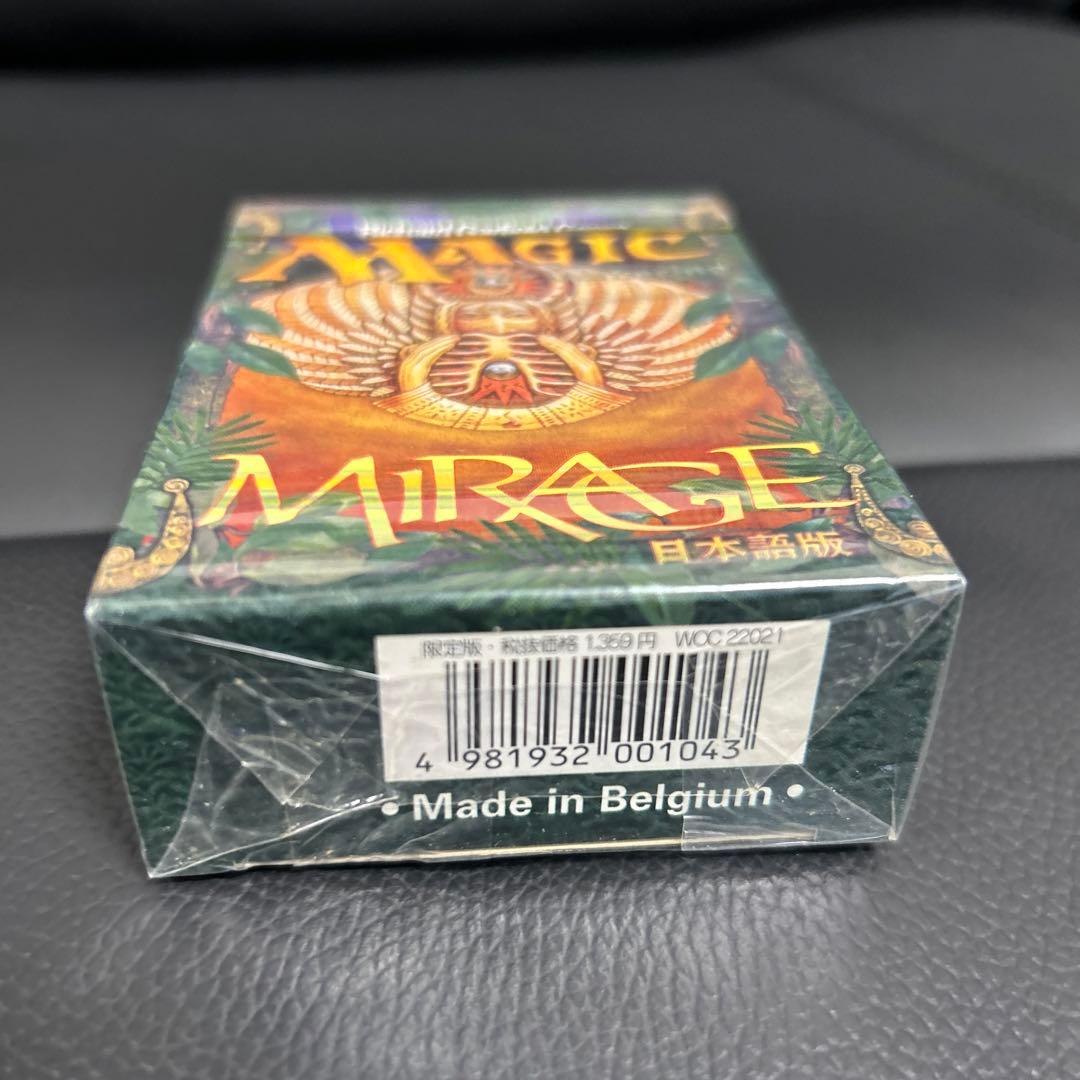 MAGIC
MIRAGE
日本語版
限定版・税抜価格 1,359 円 WOC 22021
4 981932 001043
• Made in Belgium •